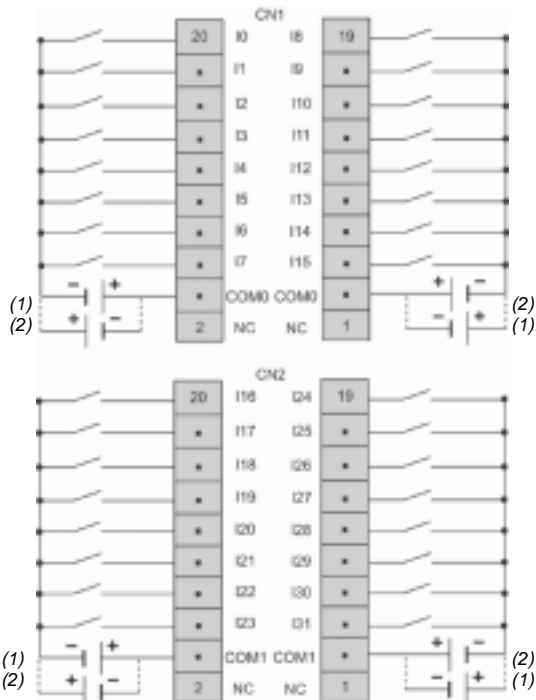 CN1
20 I0 I8 19
I1 I9
I2 I10
I3 I11
I4 I12
I5 I13
I6 I14
I7 I15
- + + -
(1) COM0 COM0 (2)
(2) + - - + (1)
2 NC NC 1
CN2
20 I16 I24 19
I17 I25
I18 I26
I19 I27
I20 I28
I21 I29
I22 I30
I23 I31
- + + -
(1) COM1 COM1 (2)
(2) + - - + (1)
2 NC NC 1